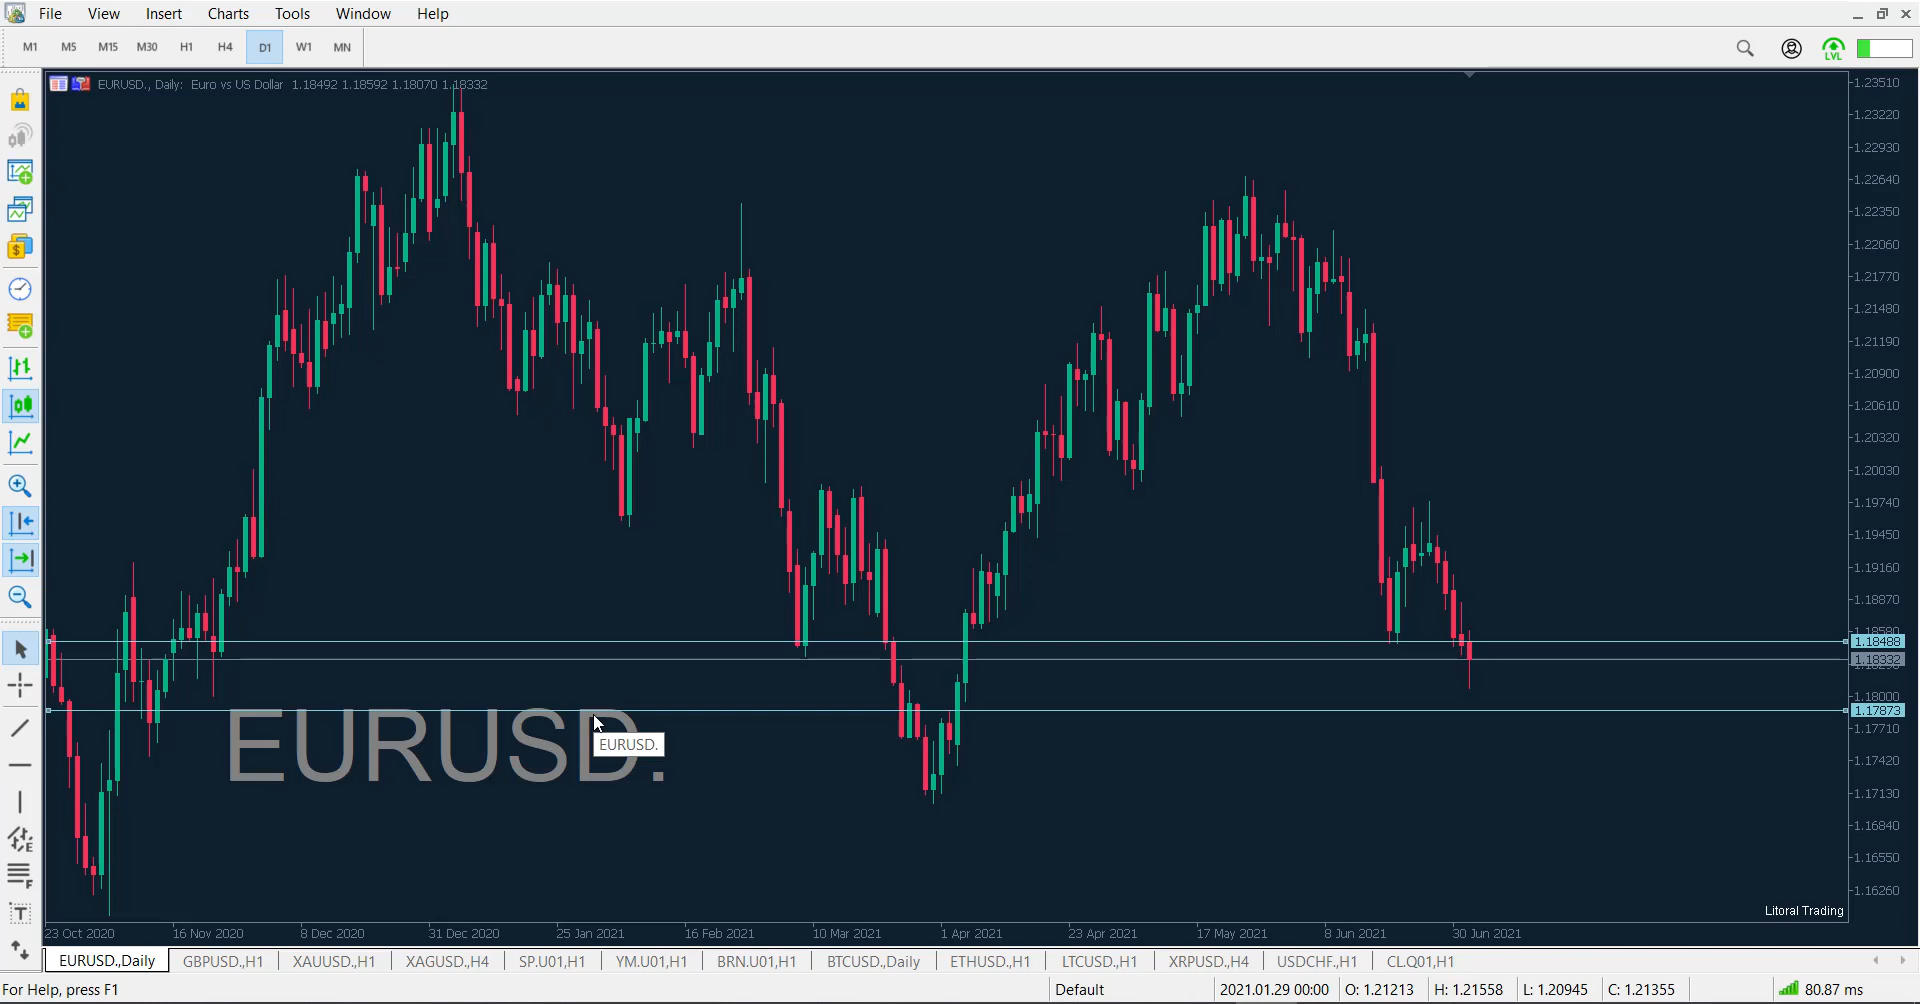 File View Insert Charts Tools Window Help
M1 M5 M15 M30 H1 H4 D1 W1 MN
LVL
EURUSD., Daily: Euro vs US Dollar 1.18492 1.18592 1.18070 1.18332
1.23510
1.23220
1.22930
1.22640
1.22350
1.22060
1.21770
1.21480
1.21190
1.20900
1.20610
1.20320
1.20030
1.19740
1.19450
1.19160
1.18870
1.18590
1.18488
1.18332
1.18000
1.17873
1.17710
1.17420
1.17130
1.16840
1.16550
1.16260
EURUSD.
EURUSD.
Litoral Trading
23 Oct 2020 16 Nov 2020 8 Dec 2020 31 Dec 2020 25 Jan 2021 16 Feb 2021 10 Mar 2021 1 Apr 2021 23 Apr 2021 17 May 2021 8 Jun 2021 30 Jun 2021
EURUSD.,Daily GBPUSD.,H1 XAUUSD.,H1 XAGUSD.,H4 SP.U01,H1 YM.U01,H1 BRN.U01,H1 BTCUSD.,Daily ETHUSD.,H1 LTCUSD.,H1 XRPUSD.,H4 USDCHF.,H1 CL.Q01,H1
For Help, press F1 Default 2021.01.29 00:00 O: 1.21213 H: 1.21558 L: 1.20945 C: 1.21355 80.87 ms